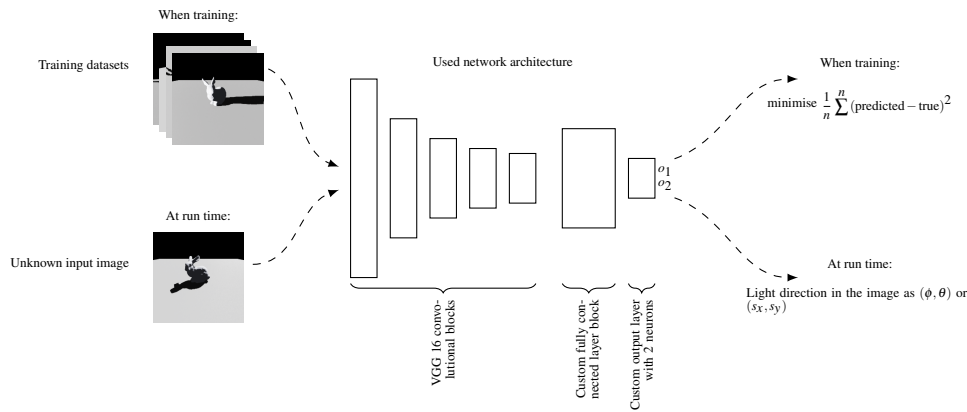 When training:
Training datasets
At run time:
Unknown input image
Used network architecture
o₁
o₂
VGG 16 convo-
lutional blocks
Custom fully con-
nected layer block
Custom output layer
with 2 neurons
When training:
minimise 1/n ∑ⁿ (predicted − true)²
At run time:
Light direction in the image as (ϕ, θ) or
(sₓ, s_y)